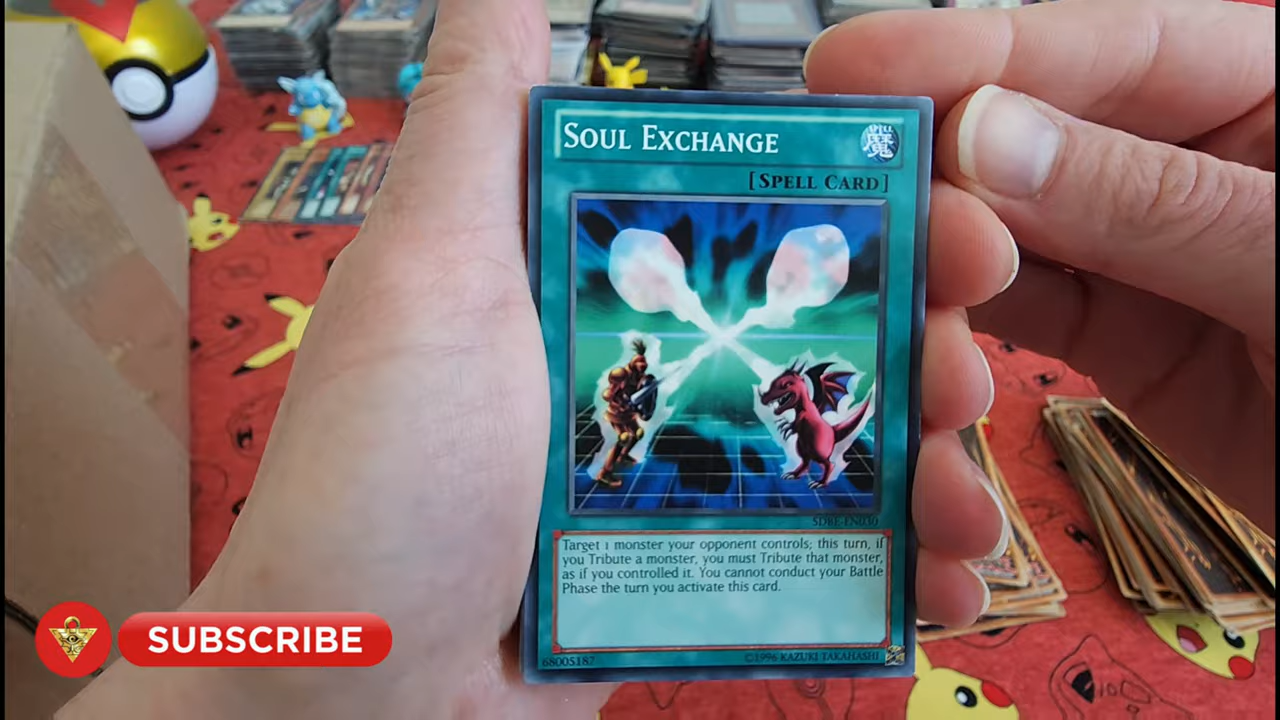 SOUL EXCHANGE
魔
[SPELL CARD]
SDBE-EN030
Target 1 monster your opponent controls; this turn, if
you Tribute a monster, you must Tribute that monster,
as if you controlled it. You cannot conduct your Battle
Phase the turn you activate this card.
68005187
©1996 KAZUKI TAKAHASHI
SUBSCRIBE